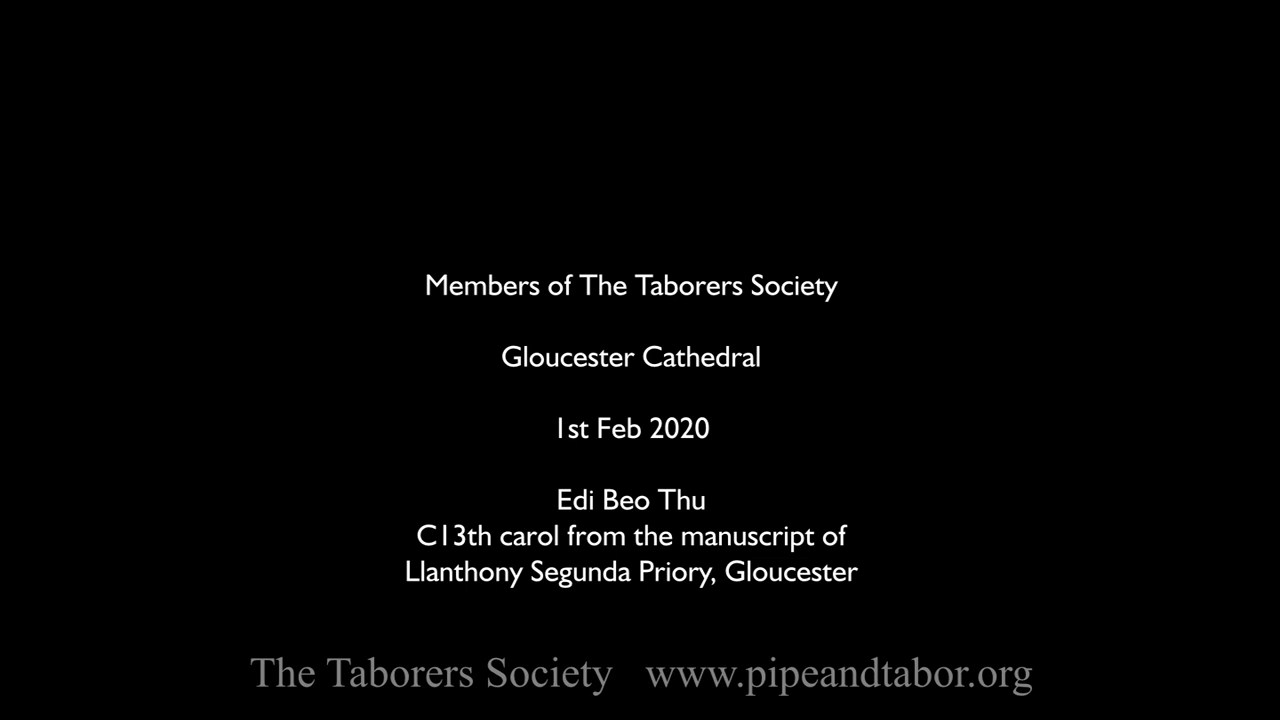 Members of The Taborers Society
Gloucester Cathedral
1st Feb 2020
Edi Beo Thu
C13th carol from the manuscript of
Llanthony Segunda Priory, Gloucester
The Taborers Society www.pipeandtabor.org